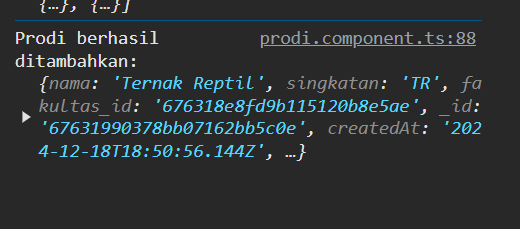 {…}, {…}]
Prodi berhasil prodi.component.ts:88
ditambahkan:
{nama: 'Ternak Reptil', singkatan: 'TR', fa
kultas_id: '676318e8fd9b115120b8e5ae', _id:
'67631990378bb07162bb5c0e', createdAt: '202
4-12-18T18:50:56.144Z', …}